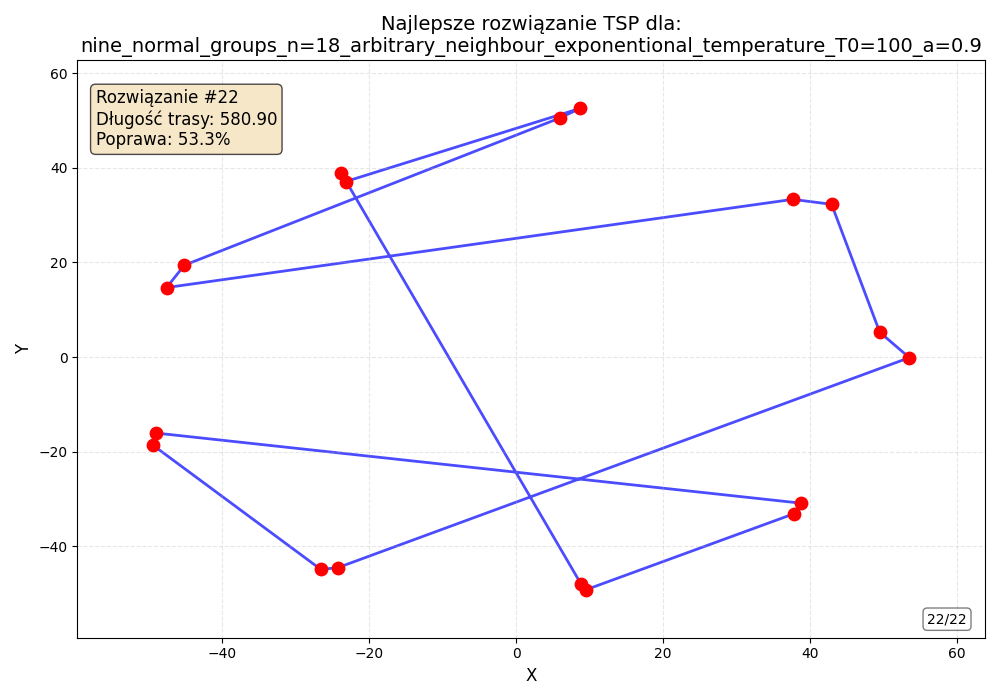 Najlepsze rozwiązanie TSP dla:
nine_normal_groups_n=18_arbitrary_neighbour_exponentional_temperature_T0=100_a=0.9
Rozwiązanie #22
Długość trasy: 580.90
Poprawa: 53.3%
60
40
20
0
−20
−40
Y
22/22
−40
−20
0
20
40
60
X